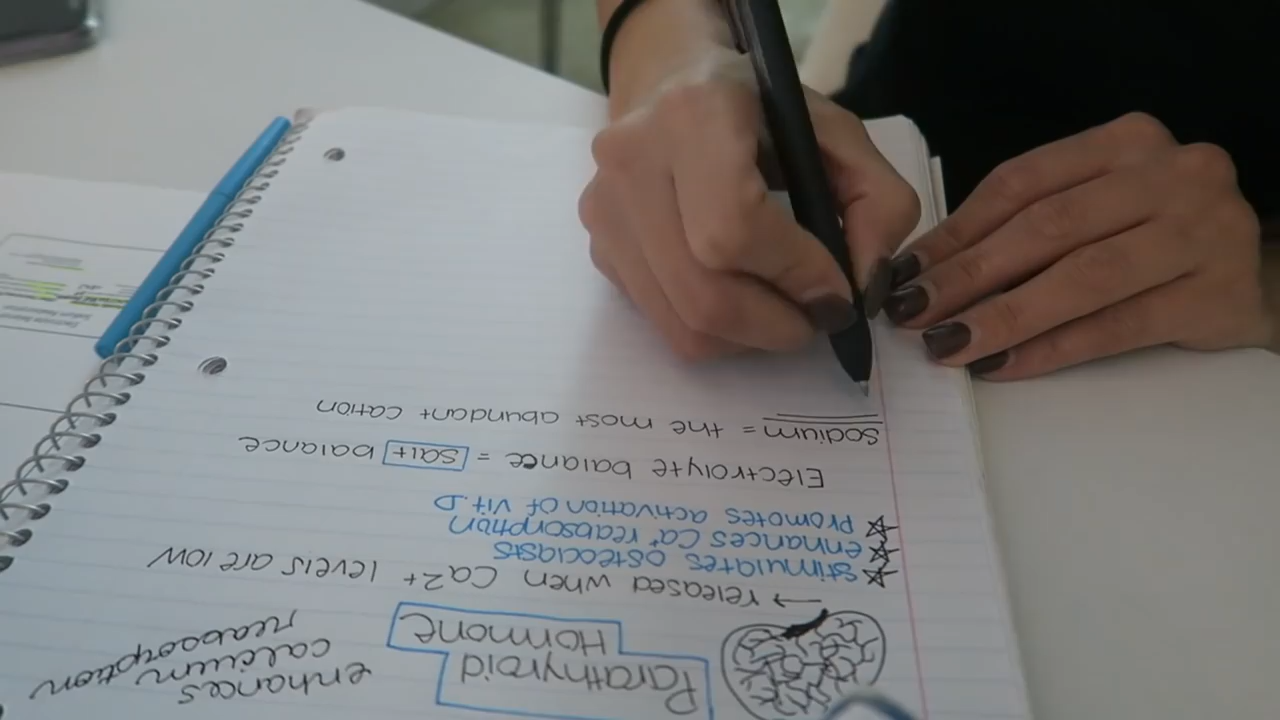 Parathyroid
Hormone
enhances
calcium
reabsorption
→ released when Ca2+ levels are low
☆ stimulates osteoclasts
☆ enhances Ca+ reabsorption
☆ promotes activation of vit. D
Electrolyte balance = salt balance
sodium = the most abundant cation